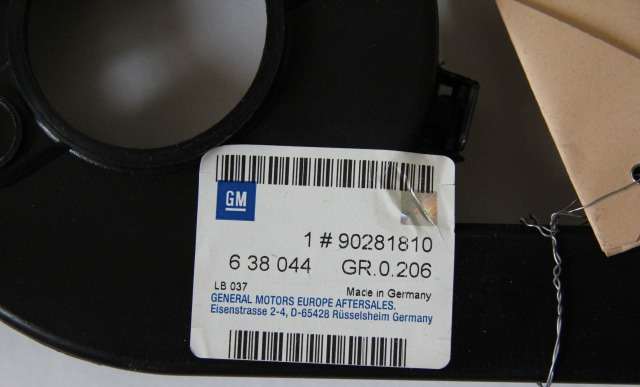 GM
1 # 90281810
6 38 044 GR.0.206
LB 037 Made in Germany
GENERAL MOTORS EUROPE AFTERSALES,
Eisenstrasse 2-4, D-65428 Rüsselsheim Germany